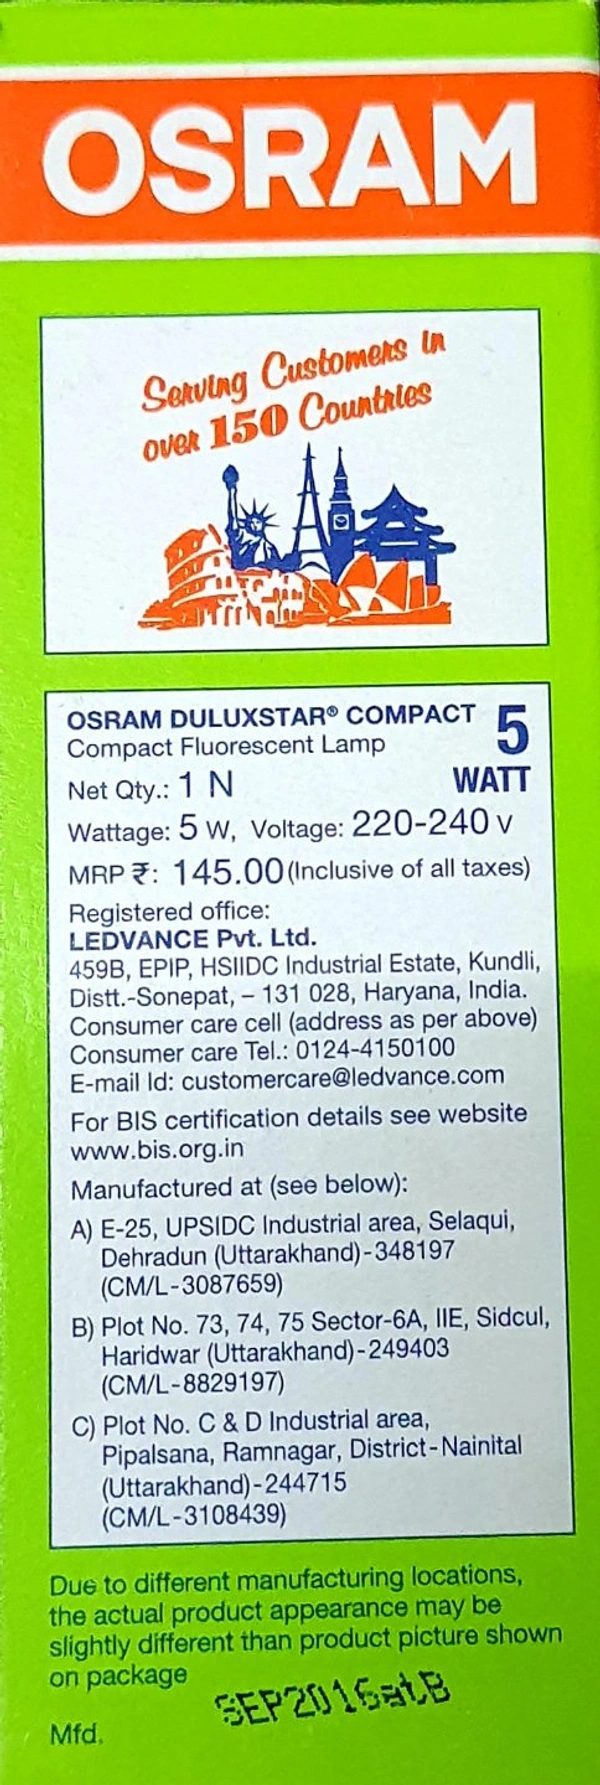 OSRAM
Serving Customers in
over 150 Countries
OSRAM DULUXSTAR® COMPACT
Compact Fluorescent Lamp
5
WATT
Net Qty.: 1 N
Wattage: 5 W, Voltage: 220-240 V
MRP ₹: 145.00 (Inclusive of all taxes)
Registered office:
LEDVANCE Pvt. Ltd.
459B, EPIP, HSIIDC Industrial Estate, Kundli,
Distt.-Sonepat, – 131 028, Haryana, India.
Consumer care cell (address as per above)
Consumer care Tel.: 0124-4150100
E-mail Id: customercare@ledvance.com
For BIS certification details see website
www.bis.org.in
Manufactured at (see below):
A) E-25, UPSIDC Industrial area, Selaqui,
Dehradun (Uttarakhand)-348197
(CM/L-3087659)
B) Plot No. 73, 74, 75 Sector-6A, IIE, Sidcul,
Haridwar (Uttarakhand)-249403
(CM/L-8829197)
C) Plot No. C & D Industrial area,
Pipalsana, Ramnagar, District-Nainital
(Uttarakhand)-244715
(CM/L-3108439)
Due to different manufacturing locations,
the actual product appearance may be
slightly different than product picture shown
on package
Mfd. SEP2016atB